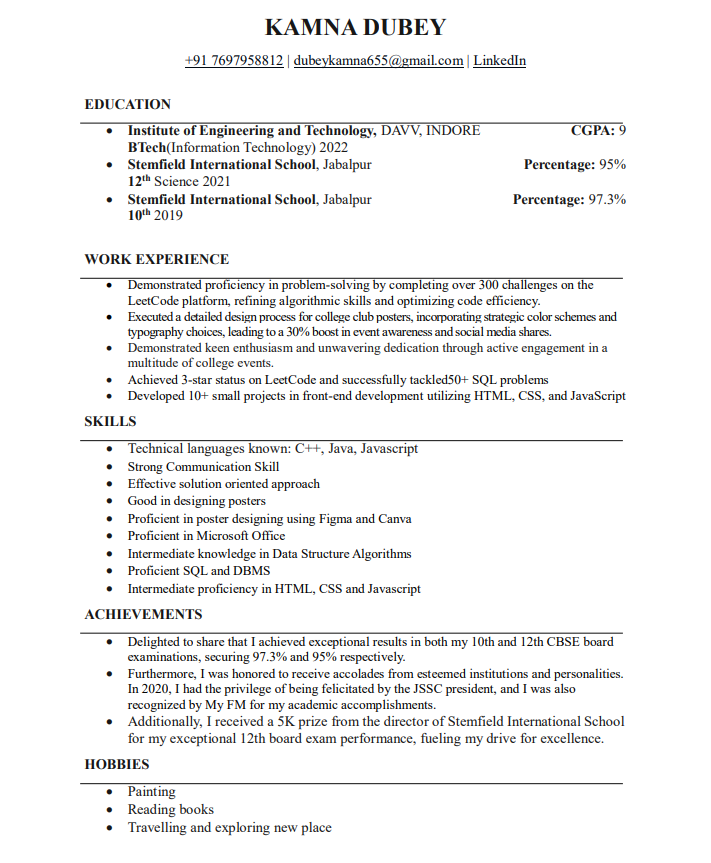 KAMNA DUBEY
+91 7697958812 | dubeykamna655@gmail.com | LinkedIn
EDUCATION
• Institute of Engineering and Technology, DAVV, INDORE CGPA: 9
BTech(Information Technology) 2022
• Stemfield International School, Jabalpur Percentage: 95%
12th Science 2021
• Stemfield International School, Jabalpur Percentage: 97.3%
10th 2019
WORK EXPERIENCE
• Demonstrated proficiency in problem-solving by completing over 300 challenges on the
LeetCode platform, refining algorithmic skills and optimizing code efficiency.
• Executed a detailed design process for college club posters, incorporating strategic color schemes and
typography choices, leading to a 30% boost in event awareness and social media shares.
• Demonstrated keen enthusiasm and unwavering dedication through active engagement in a
multitude of college events.
• Achieved 3-star status on LeetCode and successfully tackled50+ SQL problems
• Developed 10+ small projects in front-end development utilizing HTML, CSS, and JavaScript
SKILLS
• Technical languages known: C++, Java, Javascript
• Strong Communication Skill
• Effective solution oriented approach
• Good in designing posters
• Proficient in poster designing using Figma and Canva
• Proficient in Microsoft Office
• Intermediate knowledge in Data Structure Algorithms
• Proficient SQL and DBMS
• Intermediate proficiency in HTML, CSS and Javascript
ACHIEVEMENTS
• Delighted to share that I achieved exceptional results in both my 10th and 12th CBSE board
examinations, securing 97.3% and 95% respectively.
• Furthermore, I was honored to receive accolades from esteemed institutions and personalities.
In 2020, I had the privilege of being felicitated by the JSSC president, and I was also
recognized by My FM for my academic accomplishments.
• Additionally, I received a 5K prize from the director of Stemfield International School
for my exceptional 12th board exam performance, fueling my drive for excellence.
HOBBIES
• Painting
• Reading books
• Travelling and exploring new place